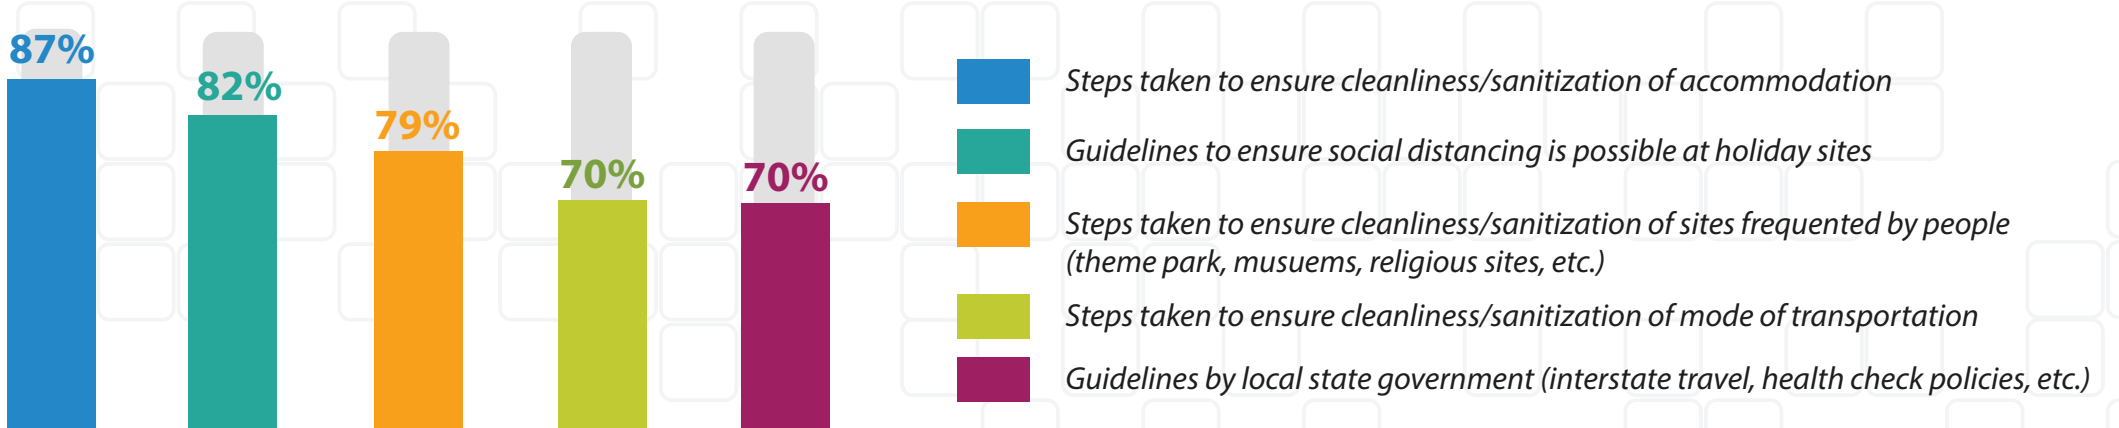 87%
82%
79%
70%
70%
Steps taken to ensure cleanliness/sanitization of accommodation
Guidelines to ensure social distancing is possible at holiday sites
Steps taken to ensure cleanliness/sanitization of sites frequented by people
(theme park, musuems, religious sites, etc.)
Steps taken to ensure cleanliness/sanitization of mode of transportation
Guidelines by local state government (interstate travel, health check policies, etc.)